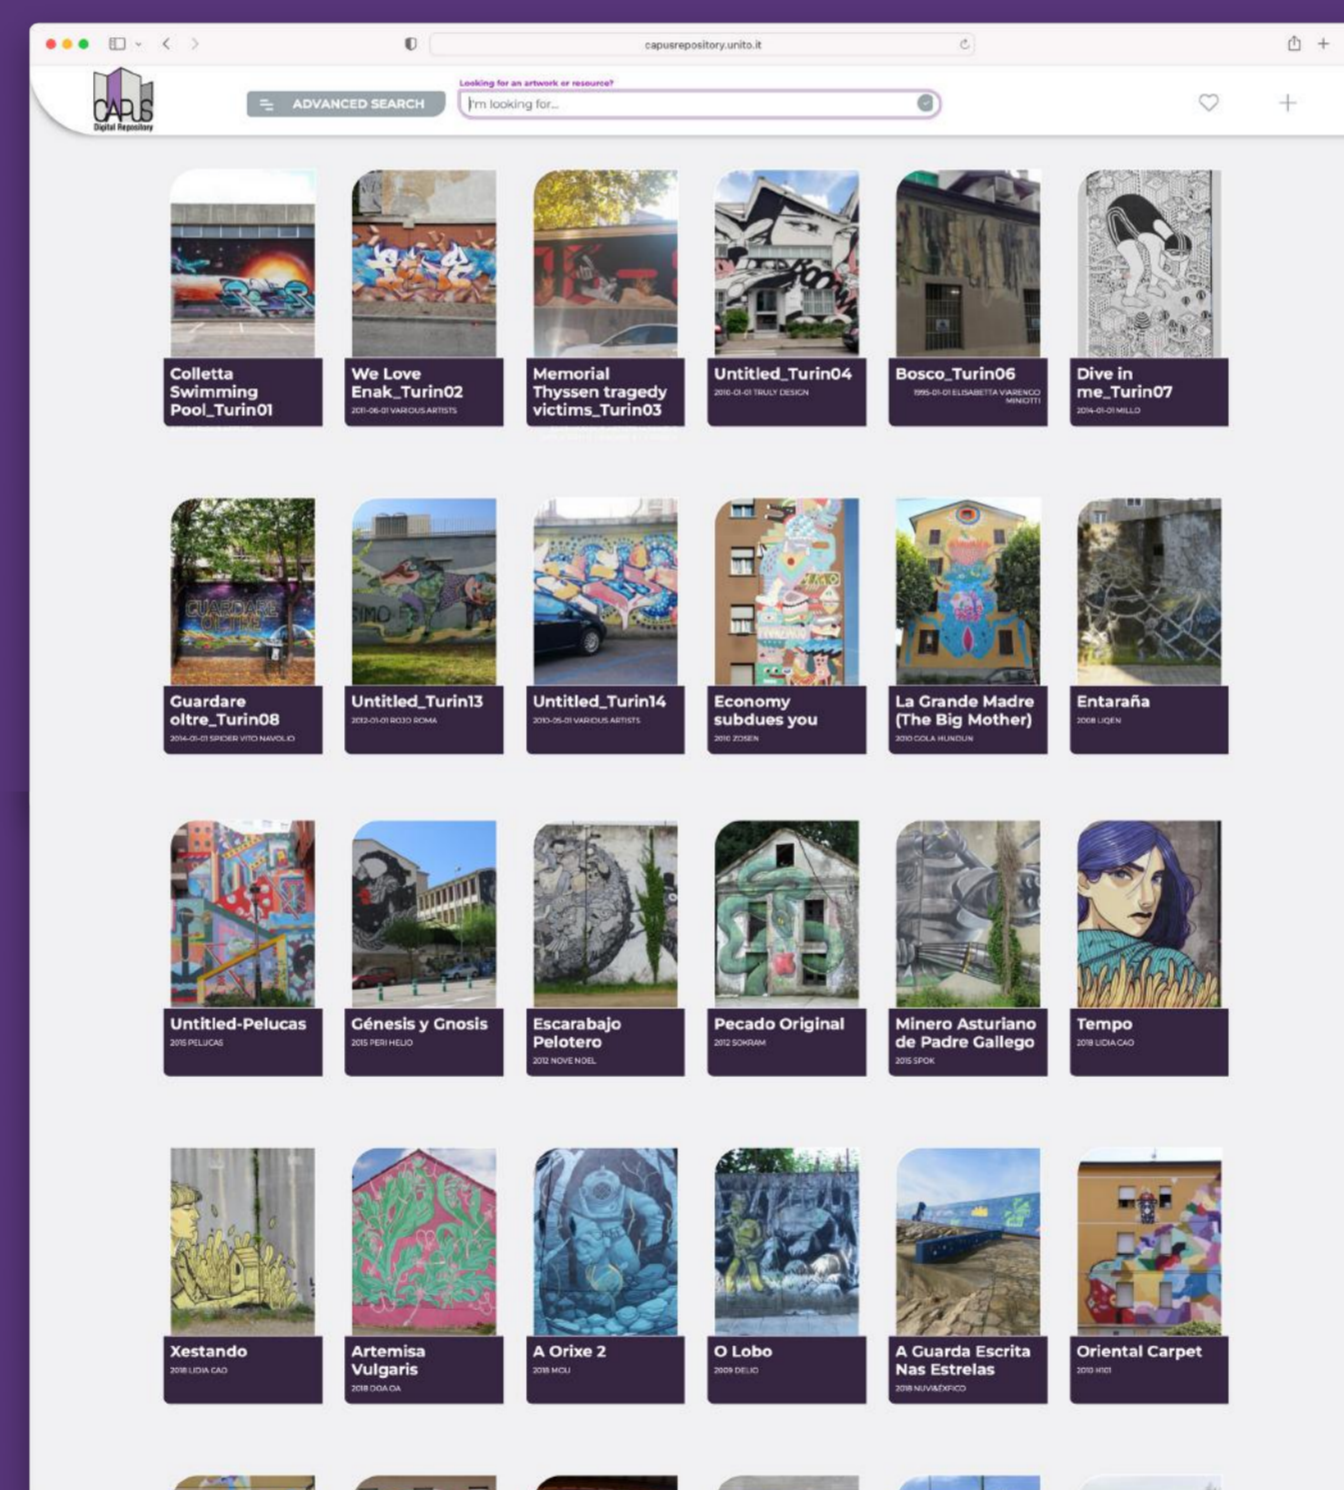 capusrepository.unito.it
CAPUS
Digital Repository
ADVANCED SEARCH
Looking for an artwork or resource?
I'm looking for...
Colletta
Swimming
Pool_Turin01
We Love
Enak_Turin02
2011-06-01 VARIOUS ARTISTS
Memorial
Thyssen tragedy
victims_Turin03
Untitled_Turin04
2010-01-01 TRULY DESIGN
Bosco_Turin06
1995-01-01 ELISABETTA VIARENGO
MINIOTTI
Dive in
me_Turin07
2014-01-01 MILLO
GUARDARE
OLTRE
Guardare
oltre_Turin08
2014-01-01 SPIDER VITO NAVOLIO
Untitled_Turin13
2012-01-01 ROJO ROMA
Untitled_Turin14
2010-05-01 VARIOUS ARTISTS
Economy
subdues you
2010 ZOSEN
La Grande Madre
(The Big Mother)
2010 GOLA HUNDUN
Entaraña
2008 LIQEN
Untitled-Pelucas
2015 PELUCAS
Génesis y Gnosis
2015 PERI HELIO
Escarabajo
Pelotero
2012 NOVE NOEL
Pecado Original
2012 SOKRAM
Minero Asturiano
de Padre Gallego
2015 SPOK
Tempo
2018 LIDIA CAO
Xestando
2018 LIDIA CAO
Artemisa
Vulgaris
2018 DOA OA
A Orixe 2
2018 MOU
O Lobo
2009 DELIO
A Guarda Escrita
Nas Estrelas
2018 NUVI&ÉXFICO
Oriental Carpet
2010 H101